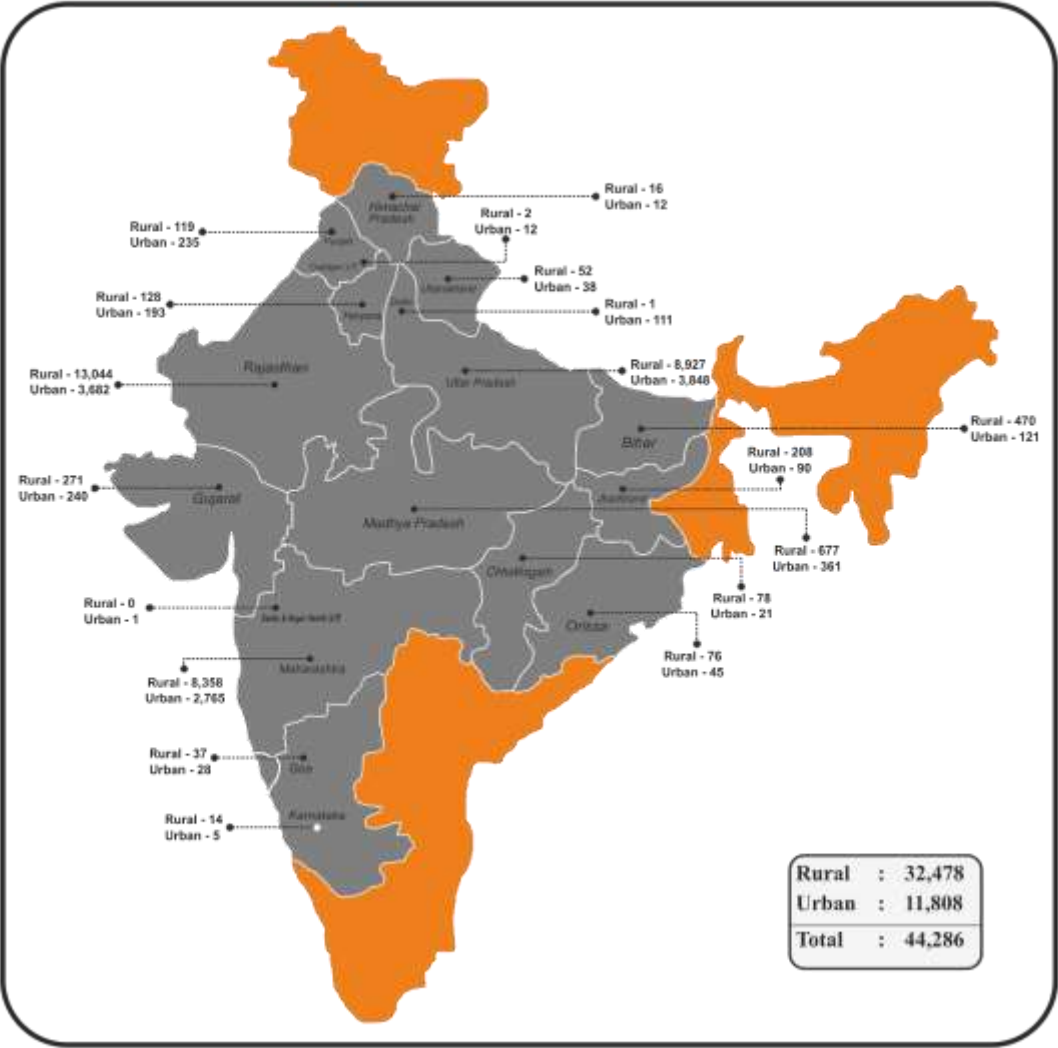 Rural - 16
Urban - 12
Himachal
Pradesh
Rural - 2
Urban - 12
Rural - 119
Urban - 235
Punjab
Rural - 52
Urban - 38
Uttarakhand
Rural - 128
Urban - 193
Haryana
Delhi
Rural - 1
Urban - 111
Rajasthan
Rural - 13,044
Urban - 3,682
Uttar Pradesh
Rural - 8,927
Urban - 3,848
Bihar
Rural - 470
Urban - 121
Rural - 208
Urban - 90
Jharkhand
Rural - 271
Urban - 240
Gujarat
Madhya Pradesh
Rural - 677
Urban - 361
Chhattisgarh
Rural - 78
Urban - 21
Rural - 0
Urban - 1
Orissa
Rural - 76
Urban - 45
Maharashtra
Rural - 8,358
Urban - 2,765
Rural - 37
Urban - 28
Goa
Karnataka
Rural - 14
Urban - 5
Rural : 32,478
Urban : 11,808
Total : 44,286